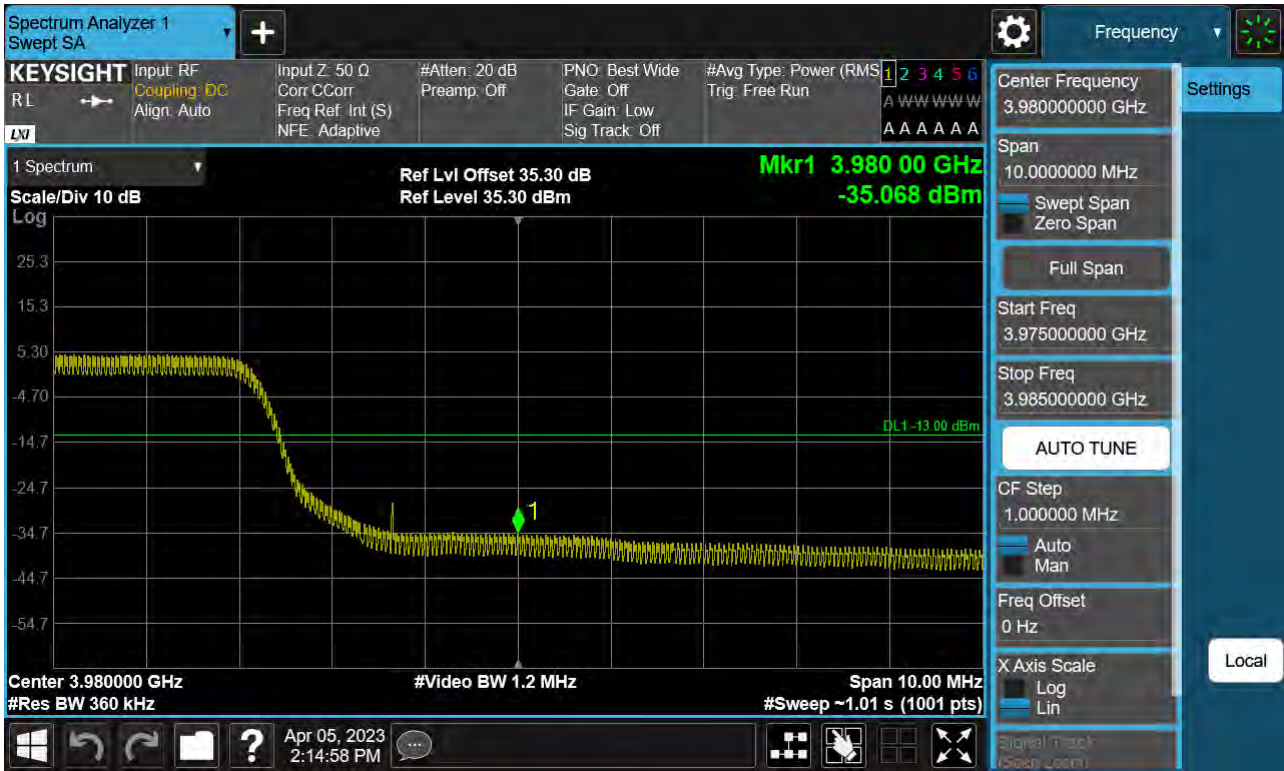 Spectrum Analyzer 1
Swept SA
+
Frequency
KEYSIGHT
RL
LXI
Input: RF
Coupling: DC
Align: Auto
Input Z: 50 Ω
Corr CCorr
Freq Ref: Int (S)
NFE: Adaptive
#Atten: 20 dB
Preamp: Off
PNO: Best Wide
Gate: Off
IF Gain: Low
Sig Track: Off
#Avg Type: Power (RMS
Trig: Free Run
1 2 3 4 5 6
A W W W W W
A A A A A A
1 Spectrum
Scale/Div 10 dB
Log
Ref Lvl Offset 35.30 dB
Ref Level 35.30 dBm
Mkr1 3.980 00 GHz
-35.068 dBm
25.3
15.3
5.30
-4.70
-14.7
-24.7
-34.7
-44.7
-54.7
DL1 -13.00 dBm
1
Center 3.980000 GHz
#Res BW 360 kHz
#Video BW 1.2 MHz
Span 10.00 MHz
#Sweep ~1.01 s (1001 pts)
Center Frequency
3.980000000 GHz
Span
10.0000000 MHz
Swept Span
Zero Span
Full Span
Start Freq
3.975000000 GHz
Stop Freq
3.985000000 GHz
AUTO TUNE
CF Step
1.000000 MHz
Auto
Man
Freq Offset
0 Hz
X Axis Scale
Log
Lin
Signal Track
(Span Zoom)
Settings
Local
?
Apr 05, 2023
2:14:58 PM